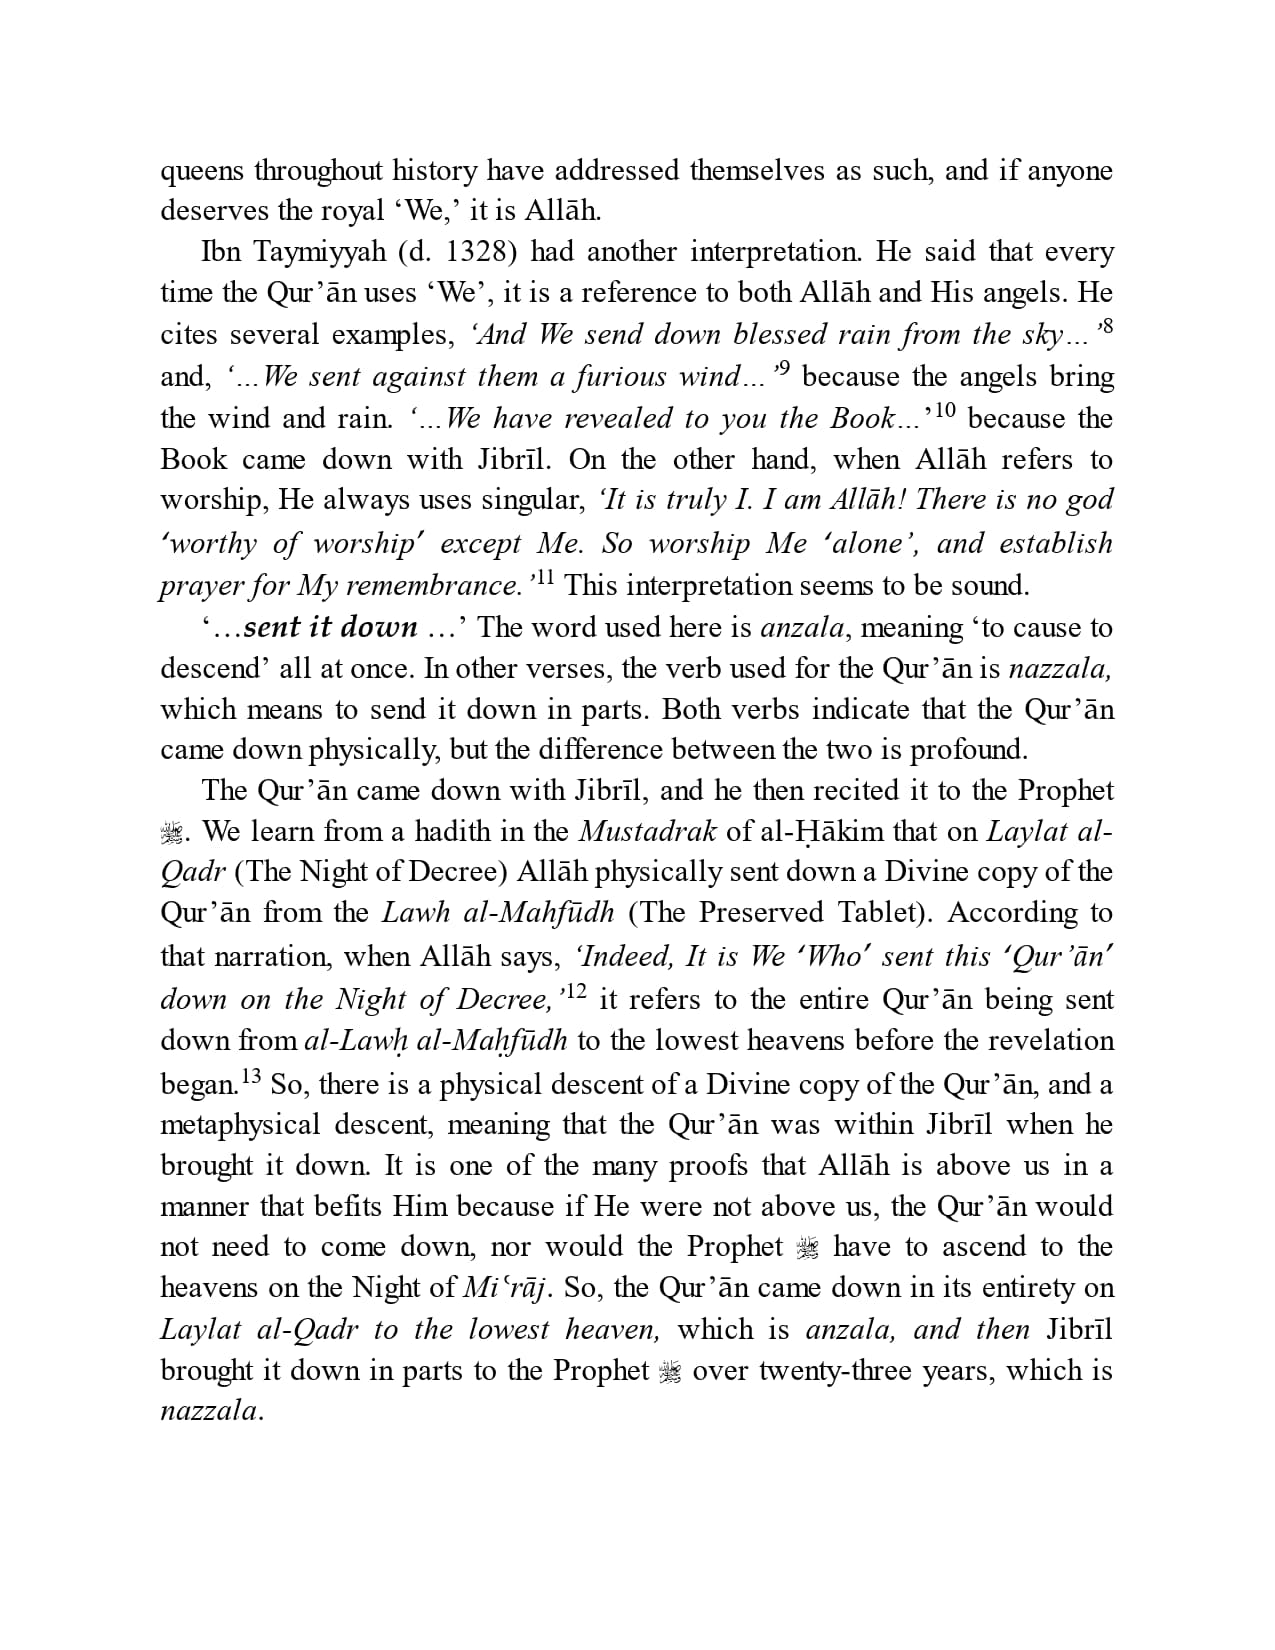 queens throughout history have addressed themselves as such, and if anyone
deserves the royal ‘We,’ it is Allāh.
Ibn Taymiyyah (d. 1328) had another interpretation. He said that every
time the Qur’ān uses ‘We’, it is a reference to both Allāh and His angels. He
cites several examples, ‘And We send down blessed rain from the sky…’8
and, ‘…We sent against them a furious wind…’9 because the angels bring
the wind and rain. ‘…We have revealed to you the Book…’10 because the
Book came down with Jibrīl. On the other hand, when Allāh refers to
worship, He always uses singular, ‘It is truly I. I am Allāh! There is no god
‘worthy of worship’ except Me. So worship Me ‘alone’, and establish
prayer for My remembrance.’11 This interpretation seems to be sound.
‘…sent it down …’ The word used here is anzala, meaning ‘to cause to
descend’ all at once. In other verses, the verb used for the Qur’ān is nazzala,
which means to send it down in parts. Both verbs indicate that the Qur’ān
came down physically, but the difference between the two is profound.
The Qur’ān came down with Jibrīl, and he then recited it to the Prophet
ﷺ. We learn from a hadith in the Mustadrak of al-Ḥākim that on Laylat al-
Qadr (The Night of Decree) Allāh physically sent down a Divine copy of the
Qur’ān from the Lawh al-Mahfūdh (The Preserved Tablet). According to
that narration, when Allāh says, ‘Indeed, It is We ‘Who’ sent this ‘Qur’ān’
down on the Night of Decree,’12 it refers to the entire Qur’ān being sent
down from al-Lawḥ al-Maḥfūdh to the lowest heavens before the revelation
began.13 So, there is a physical descent of a Divine copy of the Qur’ān, and a
metaphysical descent, meaning that the Qur’ān was within Jibrīl when he
brought it down. It is one of the many proofs that Allāh is above us in a
manner that befits Him because if He were not above us, the Qur’ān would
not need to come down, nor would the Prophet ﷺ have to ascend to the
heavens on the Night of Miʿrāj. So, the Qur’ān came down in its entirety on
Laylat al-Qadr to the lowest heaven, which is anzala, and then Jibrīl
brought it down in parts to the Prophet ﷺ over twenty-three years, which is
nazzala.